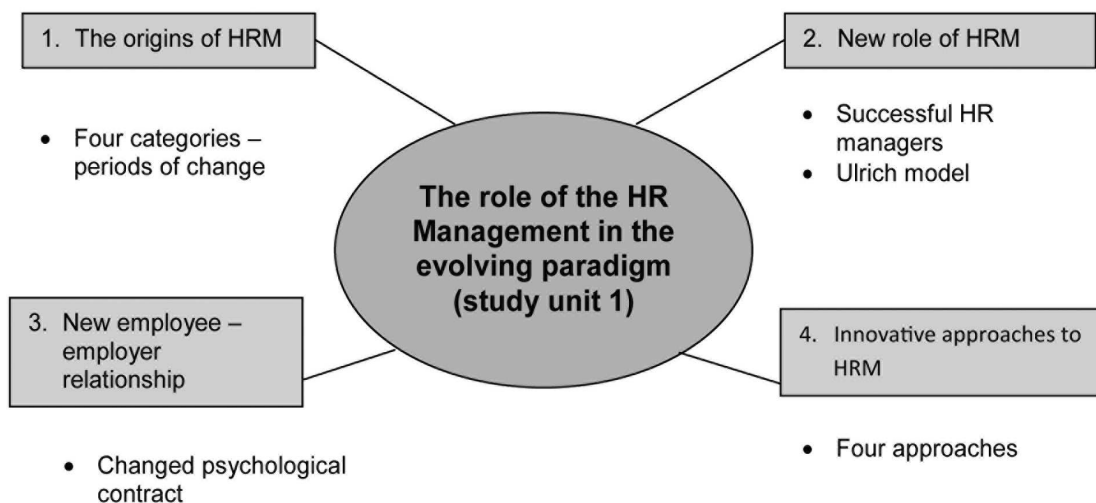 1. The origins of HRM
• Four categories –
periods of change
2. New role of HRM
• Successful HR
managers
• Ulrich model
The role of the HR
Management in the
evolving paradigm
(study unit 1)
3. New employee –
employer
relationship
• Changed psychological
contract
4. Innovative approaches to
HRM
• Four approaches